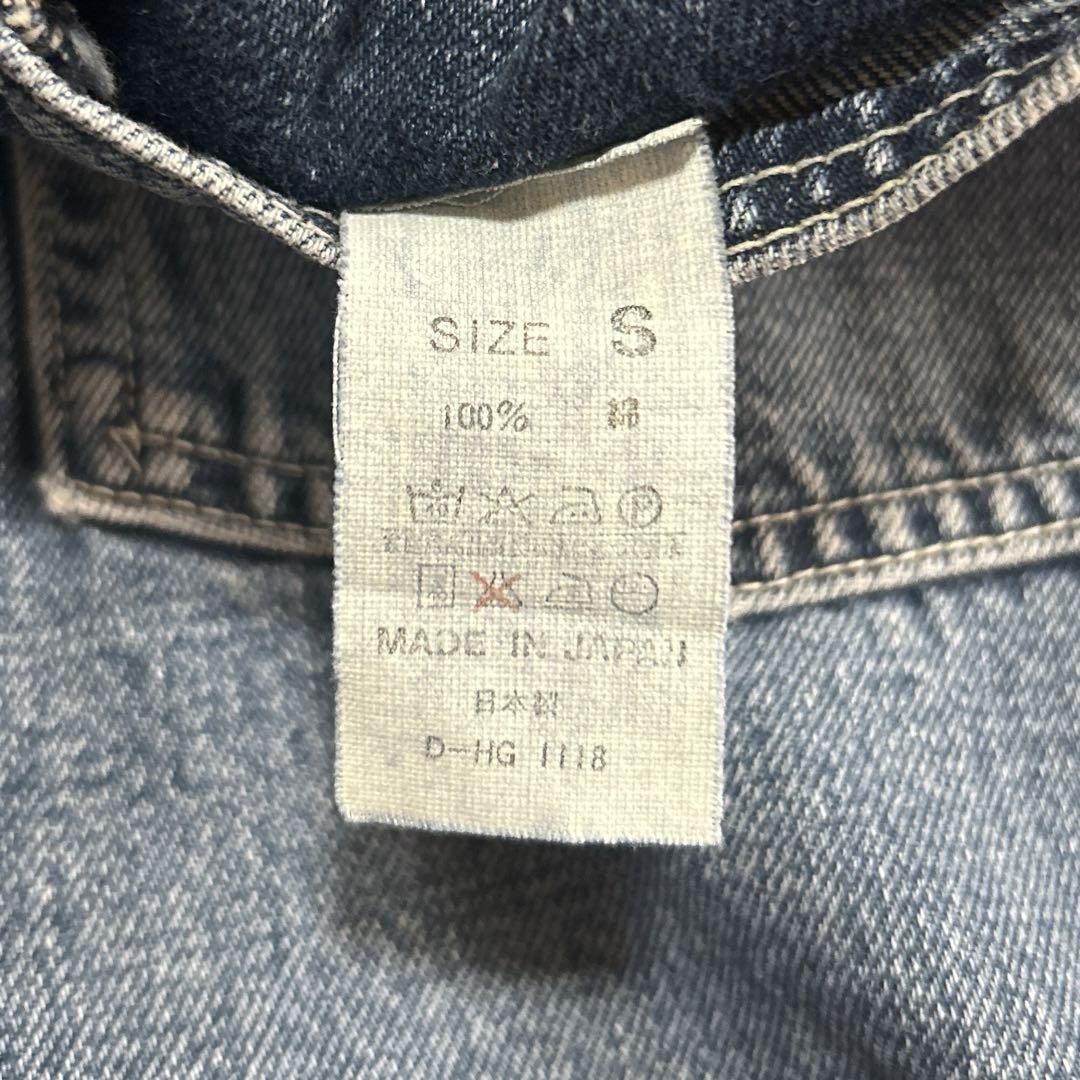 SIZE S
100% 綿
MADE IN JAPAN
日本製
D-HG 1118